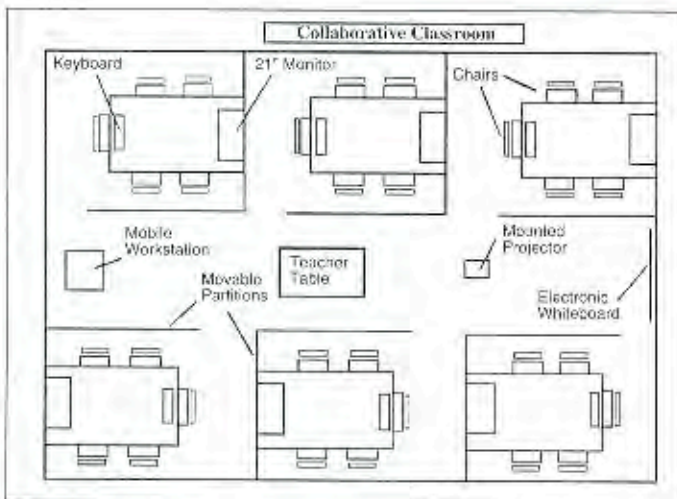 Collaborative Classroom
Keyboard
21" Monitor
Chairs
Mobile
Workstation
Teacher
Table
Mounted
Projector
Movable
Partitions
Electronic
Whiteboard